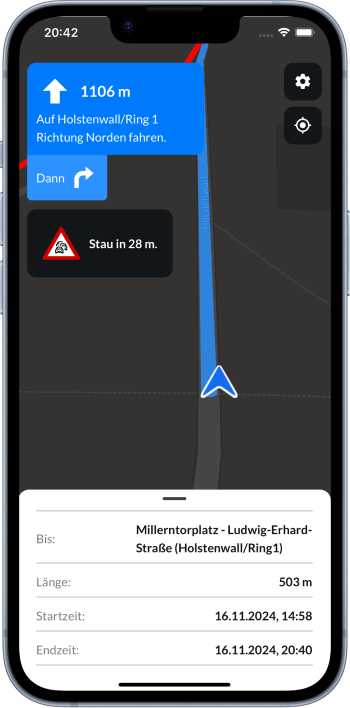 20:42
1106 m
Auf Holstenwall/Ring 1
Richtung Norden fahren.
Dann
Holstenwall
Stau in 28 m.
Bis:
Millerntorplatz - Ludwig-Erhard-
Straße (Holstenwall/Ring1)
Länge:
503 m
Startzeit:
16.11.2024, 14:58
Endzeit:
16.11.2024, 20:40